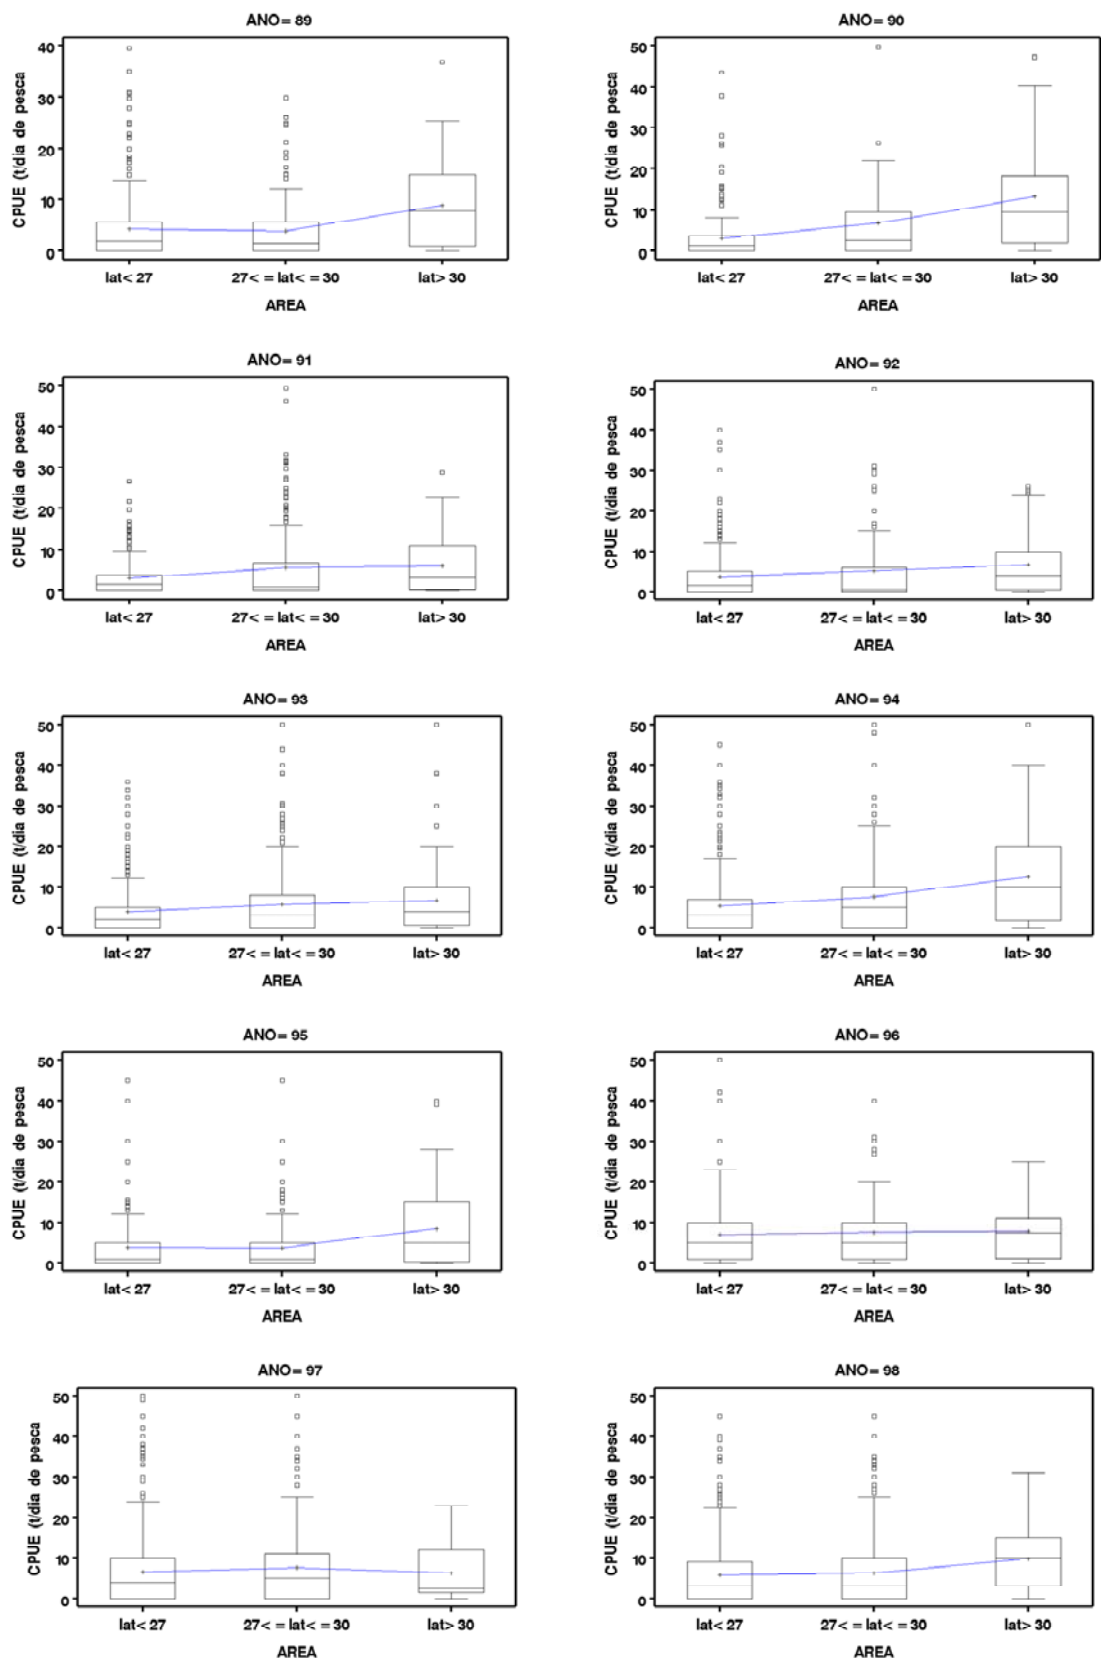 ANO= 89
CPUE (t/dia de pesca
40
30
20
10
0
lat< 27
27< = lat< = 30
lat> 30
AREA
ANO= 90
CPUE (t/dia de pesca
50
40
30
20
10
0
lat< 27
27< = lat< = 30
lat> 30
AREA
ANO= 91
CPUE (t/dia de pesca
50
40
30
20
10
0
lat< 27
27< = lat< = 30
lat> 30
AREA
ANO= 92
CPUE (t/dia de pesca
50
40
30
20
10
0
lat< 27
27< = lat< = 30
lat> 30
AREA
ANO= 93
CPUE (t/dia de pesca
50
40
30
20
10
0
lat< 27
27< = lat< = 30
lat> 30
AREA
ANO= 94
CPUE (t/dia de pesca
50
40
30
20
10
0
lat< 27
27< = lat< = 30
lat> 30
AREA
ANO= 95
CPUE (t/dia de pesca
50
40
30
20
10
0
lat< 27
27< = lat< = 30
lat> 30
AREA
ANO= 96
CPUE (t/dia de pesca
50
40
30
20
10
0
lat< 27
27< = lat< = 30
lat> 30
AREA
ANO= 97
CPUE (t/dia de pesca
50
40
30
20
10
0
lat< 27
27< = lat< = 30
lat> 30
AREA
ANO= 98
CPUE (t/dia de pesca
50
40
30
20
10
0
lat< 27
27< = lat< = 30
lat> 30
AREA